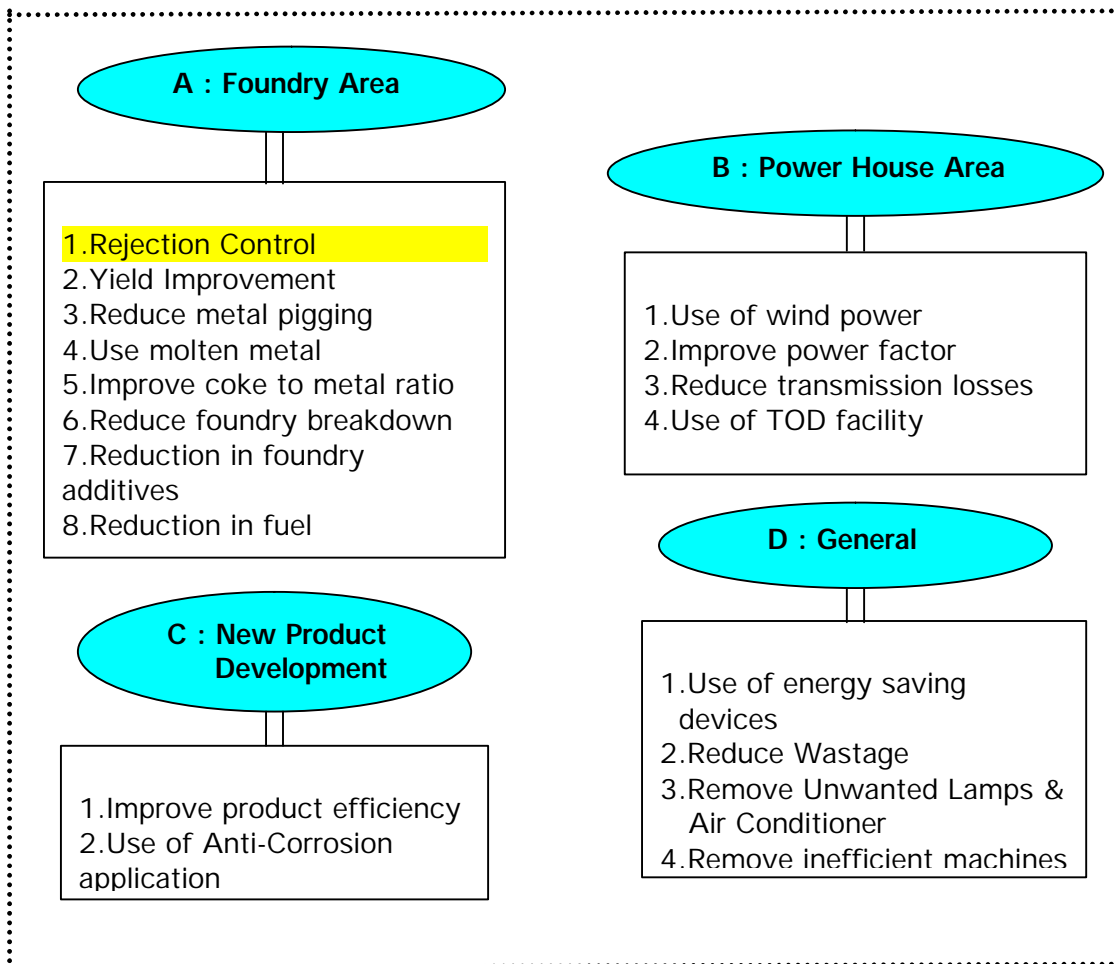 A : Foundry Area
1.Rejection Control
2.Yield Improvement
3.Reduce metal pigging
4.Use molten metal
5.Improve coke to metal ratio
6.Reduce foundry breakdown
7.Reduction in foundry
additives
8.Reduction in fuel
B : Power House Area
1.Use of wind power
2.Improve power factor
3.Reduce transmission losses
4.Use of TOD facility
C : New Product
Development
1.Improve product efficiency
2.Use of Anti-Corrosion
application
D : General
1.Use of energy saving
devices
2.Reduce Wastage
3.Remove Unwanted Lamps &
Air Conditioner
4.Remove inefficient machines